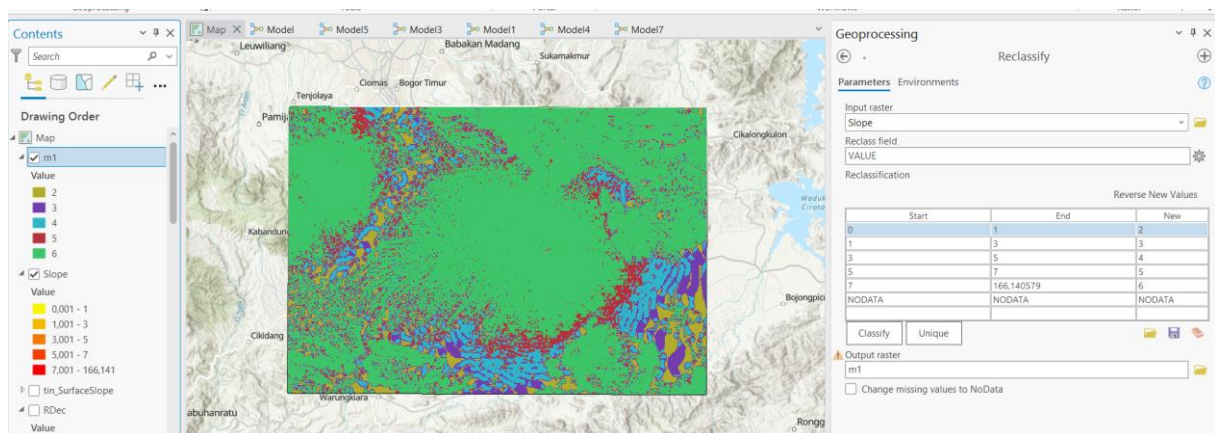 Contents
Search
Drawing Order
Map
m1
Value
2
3
4
5
6
Slope
Value
0,001 - 1
1,001 - 3
3,001 - 5
5,001 - 7
7,001 - 166,141
tin_SurfaceSlope
RDec
Value
Map Model Model5 Model3 Model1 Model4 Model7
Leuwiliang
Babakan Madang
Sukamakmur
Ciomas Bogor Timur
Tenjolaya
Pamij
Cikalongkulon
Waduk
Cirata
Kabandun
Bojongpic
Cikidang
Warungkiara
abuhanratu
Rongg
Geoprocessing
Reclassify
Parameters Environments
Input raster
Slope
Reclass field
VALUE
Reclassification
Reverse New Values
Start End New
0 1 2
1 3 3
3 5 4
5 7 5
7 166,140579 6
NODATA NODATA NODATA
Classify Unique
Output raster
m1
Change missing values to NoData